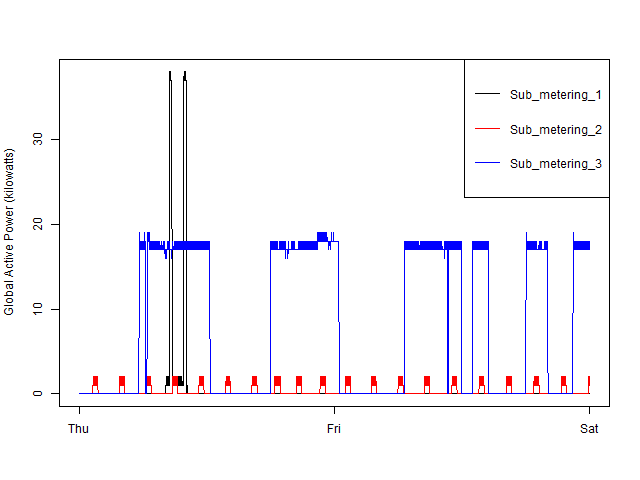 Sub_metering_1
Sub_metering_2
Sub_metering_3
Global Active Power (kilowatts)
30
20
10
0
Thu Fri Sat